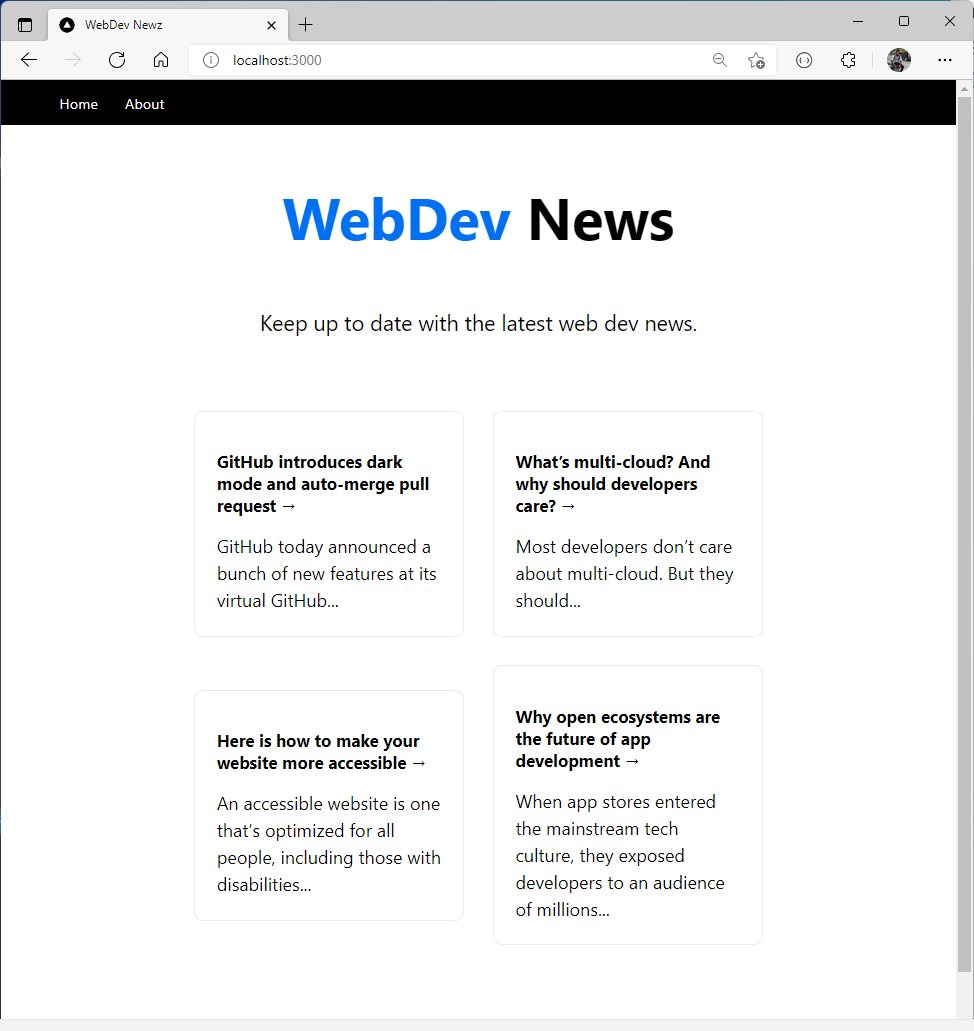 WebDev Newz
localhost:3000
Home About
WebDev News
Keep up to date with the latest web dev news.
GitHub introduces dark
mode and auto-merge pull
request →
GitHub today announced a
bunch of new features at its
virtual GitHub...
What’s multi-cloud? And
why should developers
care? →
Most developers don’t care
about multi-cloud. But they
should...
Here is how to make your
website more accessible →
An accessible website is one
that’s optimized for all
people, including those with
disabilities...
Why open ecosystems are
the future of app
development →
When app stores entered
the mainstream tech
culture, they exposed
developers to an audience
of millions...